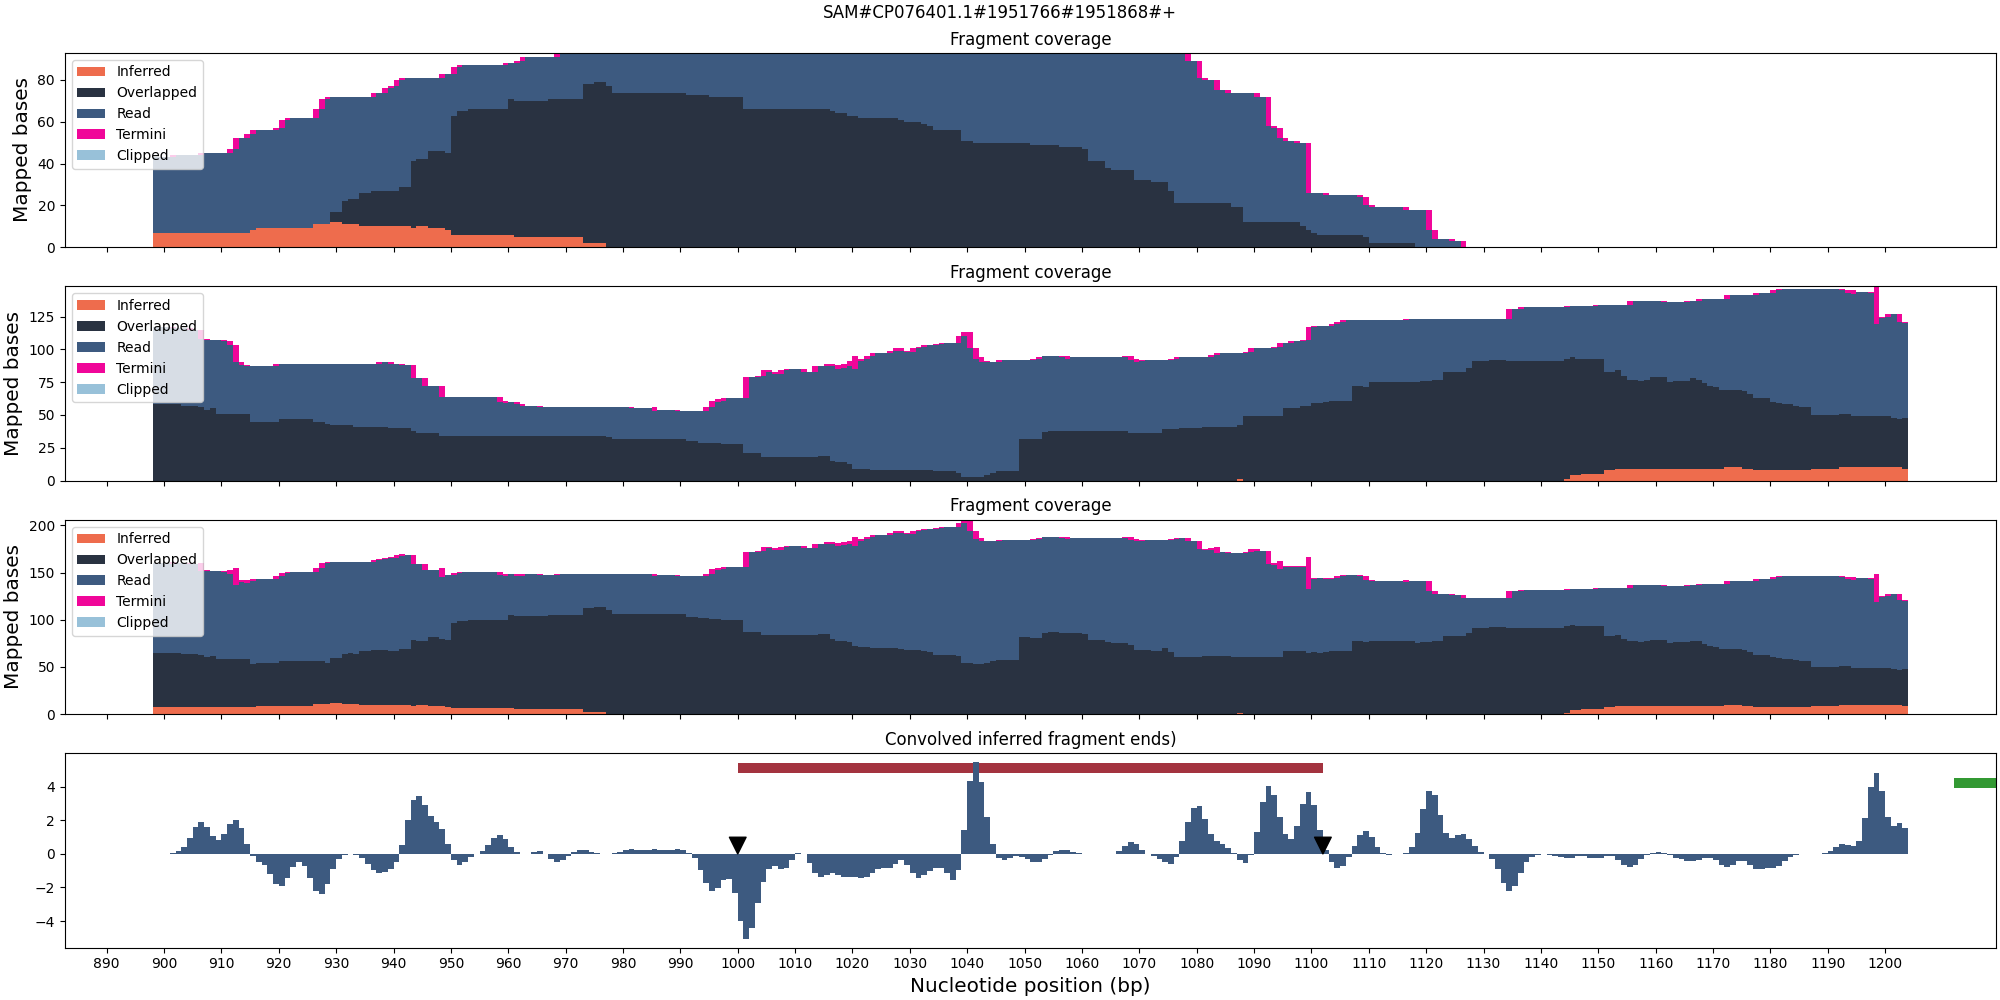 SAM#CP076401.1#1951766#1951868#+
Fragment coverage
Mapped bases
80
60
40
20
0
Inferred
Overlapped
Read
Termini
Clipped
Fragment coverage
Mapped bases
125
100
75
50
25
0
Inferred
Overlapped
Read
Termini
Clipped
Fragment coverage
Mapped bases
200
150
100
50
0
Inferred
Overlapped
Read
Termini
Clipped
Convolved inferred fragment ends)
4
2
0
−2
−4
890 900 910 920 930 940 950 960 970 980 990 1000 1010 1020 1030 1040 1050 1060 1070 1080 1090 1100 1110 1120 1130 1140 1150 1160 1170 1180 1190 1200
Nucleotide position (bp)